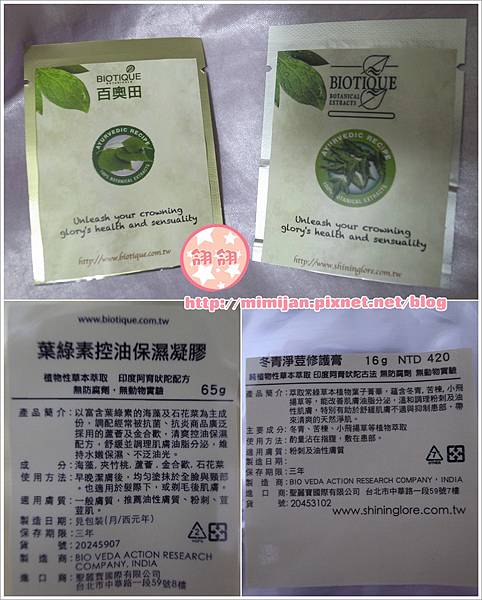 BIOTIQUE
BOTANICALS
百奧田
AYURVEDIC RECIPE
100% BOTANICAL EXTRACTS
Unleash your crowning
glory's health and sensuality
http://www.biotique.com.tw
BIOTIQUE
BOTANICAL
EXTRACTS
AYURVEDIC RECIPE
100% BOTANICAL EXTRACTS
Unleash your crowning
glory's health and sensuality
http://www.shininglore.com.tw
翎翎
http://mimijan.pixnet.net/blog
www.biotique.com.tw
葉綠素控油保濕凝膠
植物性草本萃取 印度阿育吠陀配方
無防腐劑,無動物實驗 65g
產品簡介:以富含葉綠素的海藻及石花菜為主成
份,調配經常被抗菌、抗炎商品廣泛
採用的蘆薈及金合歡,清爽控油保濕
配方,舒緩並調理肌膚油脂分泌,維
持水嫩保濕、不泛油光。
成 分:海藻,夾竹桃,蘆薈,金合歡,石花菜
使用方法:早晚潔膚後,均勻塗抹於全臉與頸部
。也適用於髮際下,或剃毛後肌膚。
適用膚質:一般膚質,推薦油性膚質、粉刺、荳
荳肌。
製造日期:見包裝(月/西元年)
保存期限:三年
貨 號:20245907
製造商:BIO VEDA ACTION RESEARCH
COMPANY, INDIA
進口商:聖麗寶國際有限公司
台北市中華路一段59號8樓
冬青淨荳修護膏 16g NTD 420
純植物性草本萃取 印度阿育吠陀古法 無防腐劑 無動物實驗
產品簡介:萃取常綠草本植物葉子菁華,蘊含冬青、苦楝、小飛
揚草等,能改善肌膚油脂分泌,溫和調理粉刺及油
性肌膚,特別有助於舒緩肌膚不適與抑制患部,帶
來清爽的天然淨肌。
主要成分:冬青、苦楝、小飛揚草等植物萃取
使用方法:酌量沾在指腹,敷在患部。
適用膚質:粉刺及油性膚質
製造日期:
保存期限:三年
製造商:BIO VEDA ACTION RESEARCH COMPANY, INDIA
進口商:聖麗寶國際有限公司 台北市中華路一段59號7樓
貨 號:20453102
www.shininglore.com.tw